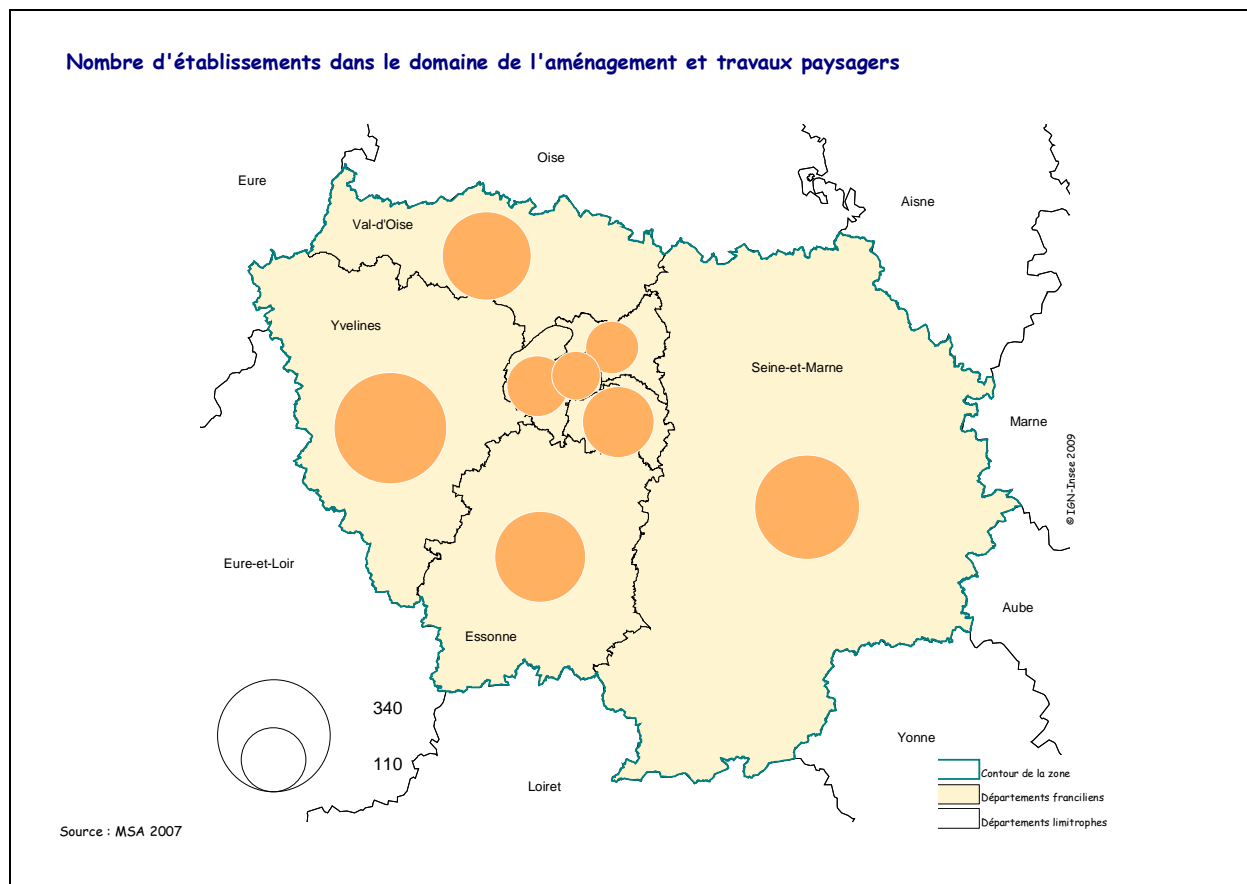 Nombre d'établissements dans le domaine de l'aménagement et travaux paysagers
Oise
Eure
Aisne
Val-d'Oise
Yvelines
Seine-et-Marne
Marne
© IGN-Insee 2009
Eure-et-Loir
Aube
Essonne
340
110
Yonne
Loiret
Contour de la zone
Départements franciliens
Départements limitrophes
Source : MSA 2007